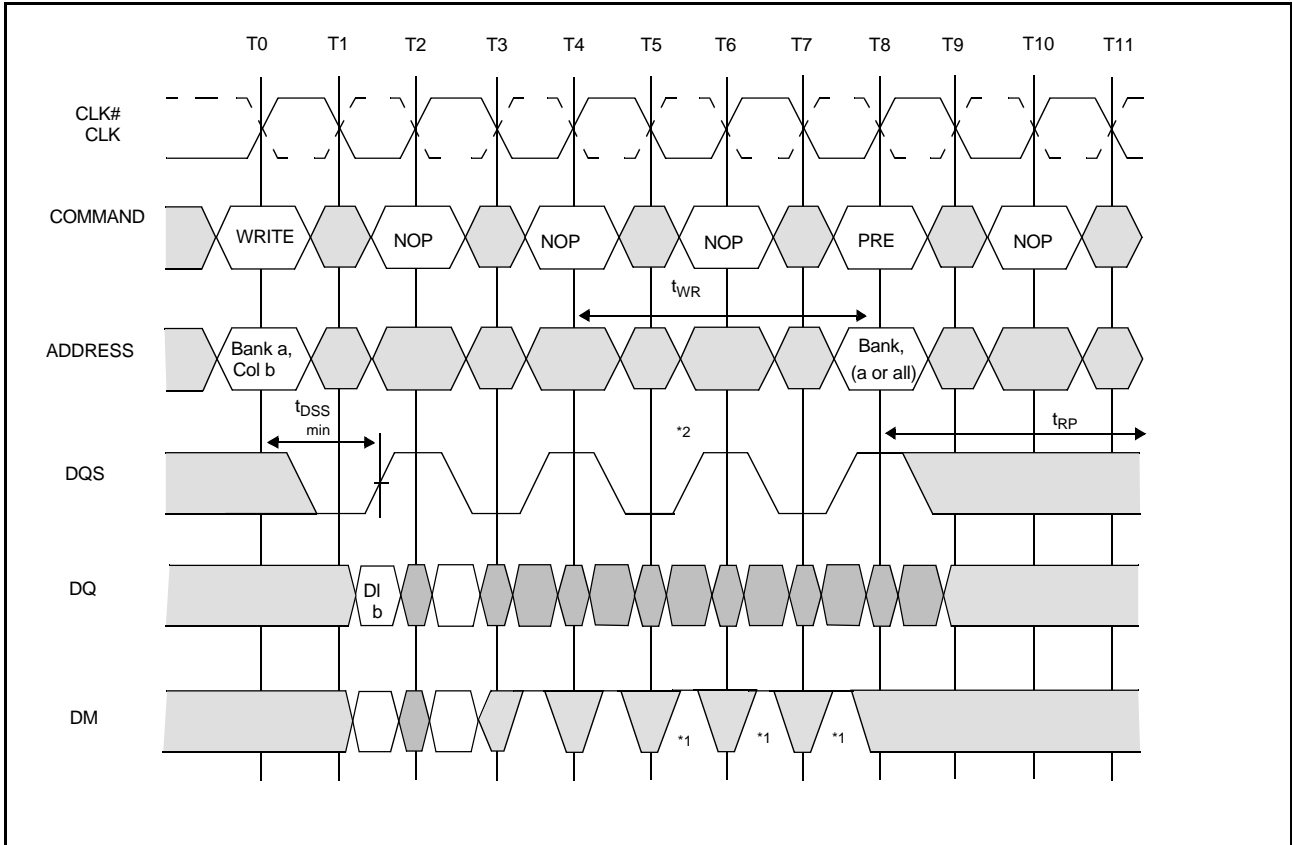 T0 T1 T2 T3 T4 T5 T6 T7 T8 T9 T10 T11
CLK#
CLK
COMMAND
WRITE NOP NOP NOP PRE NOP
tWR
ADDRESS
Bank a,
Col b
Bank,
(a or all)
tDSS
min
*2
tRP
DQS
DQ
DI
b
DM
*1 *1 *1